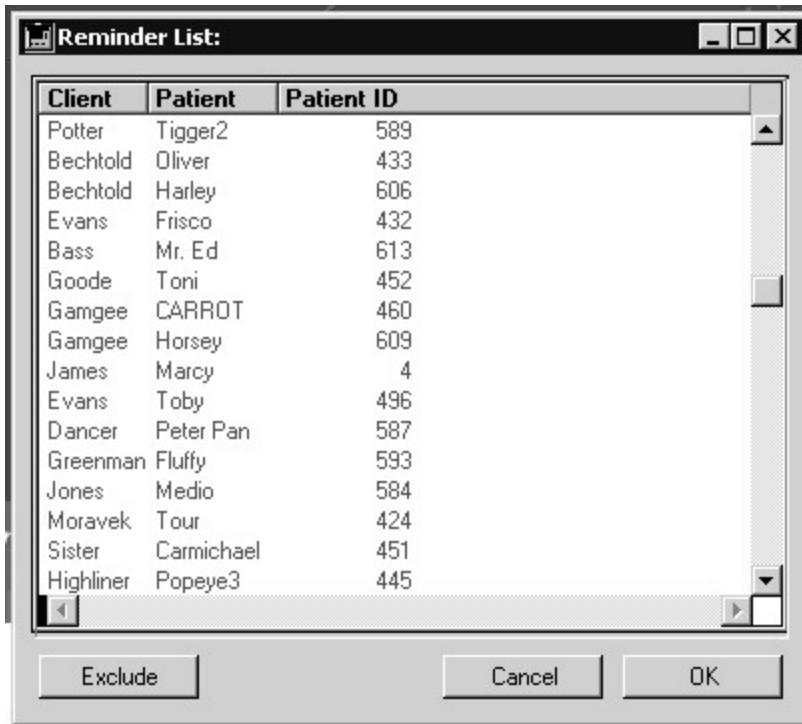 Reminder List:
Client Patient Patient ID
Potter Tigger2 589
Bechtold Oliver 433
Bechtold Harley 606
Evans Frisco 432
Bass Mr. Ed 613
Goode Toni 452
Gamgee CARROT 460
Gamgee Horsey 609
James Marcy 4
Evans Toby 496
Dancer Peter Pan 587
Greenman Fluffy 593
Jones Medio 584
Moravek Tour 424
Sister Carmichael 451
Highliner Popeye3 445
Exclude Cancel OK